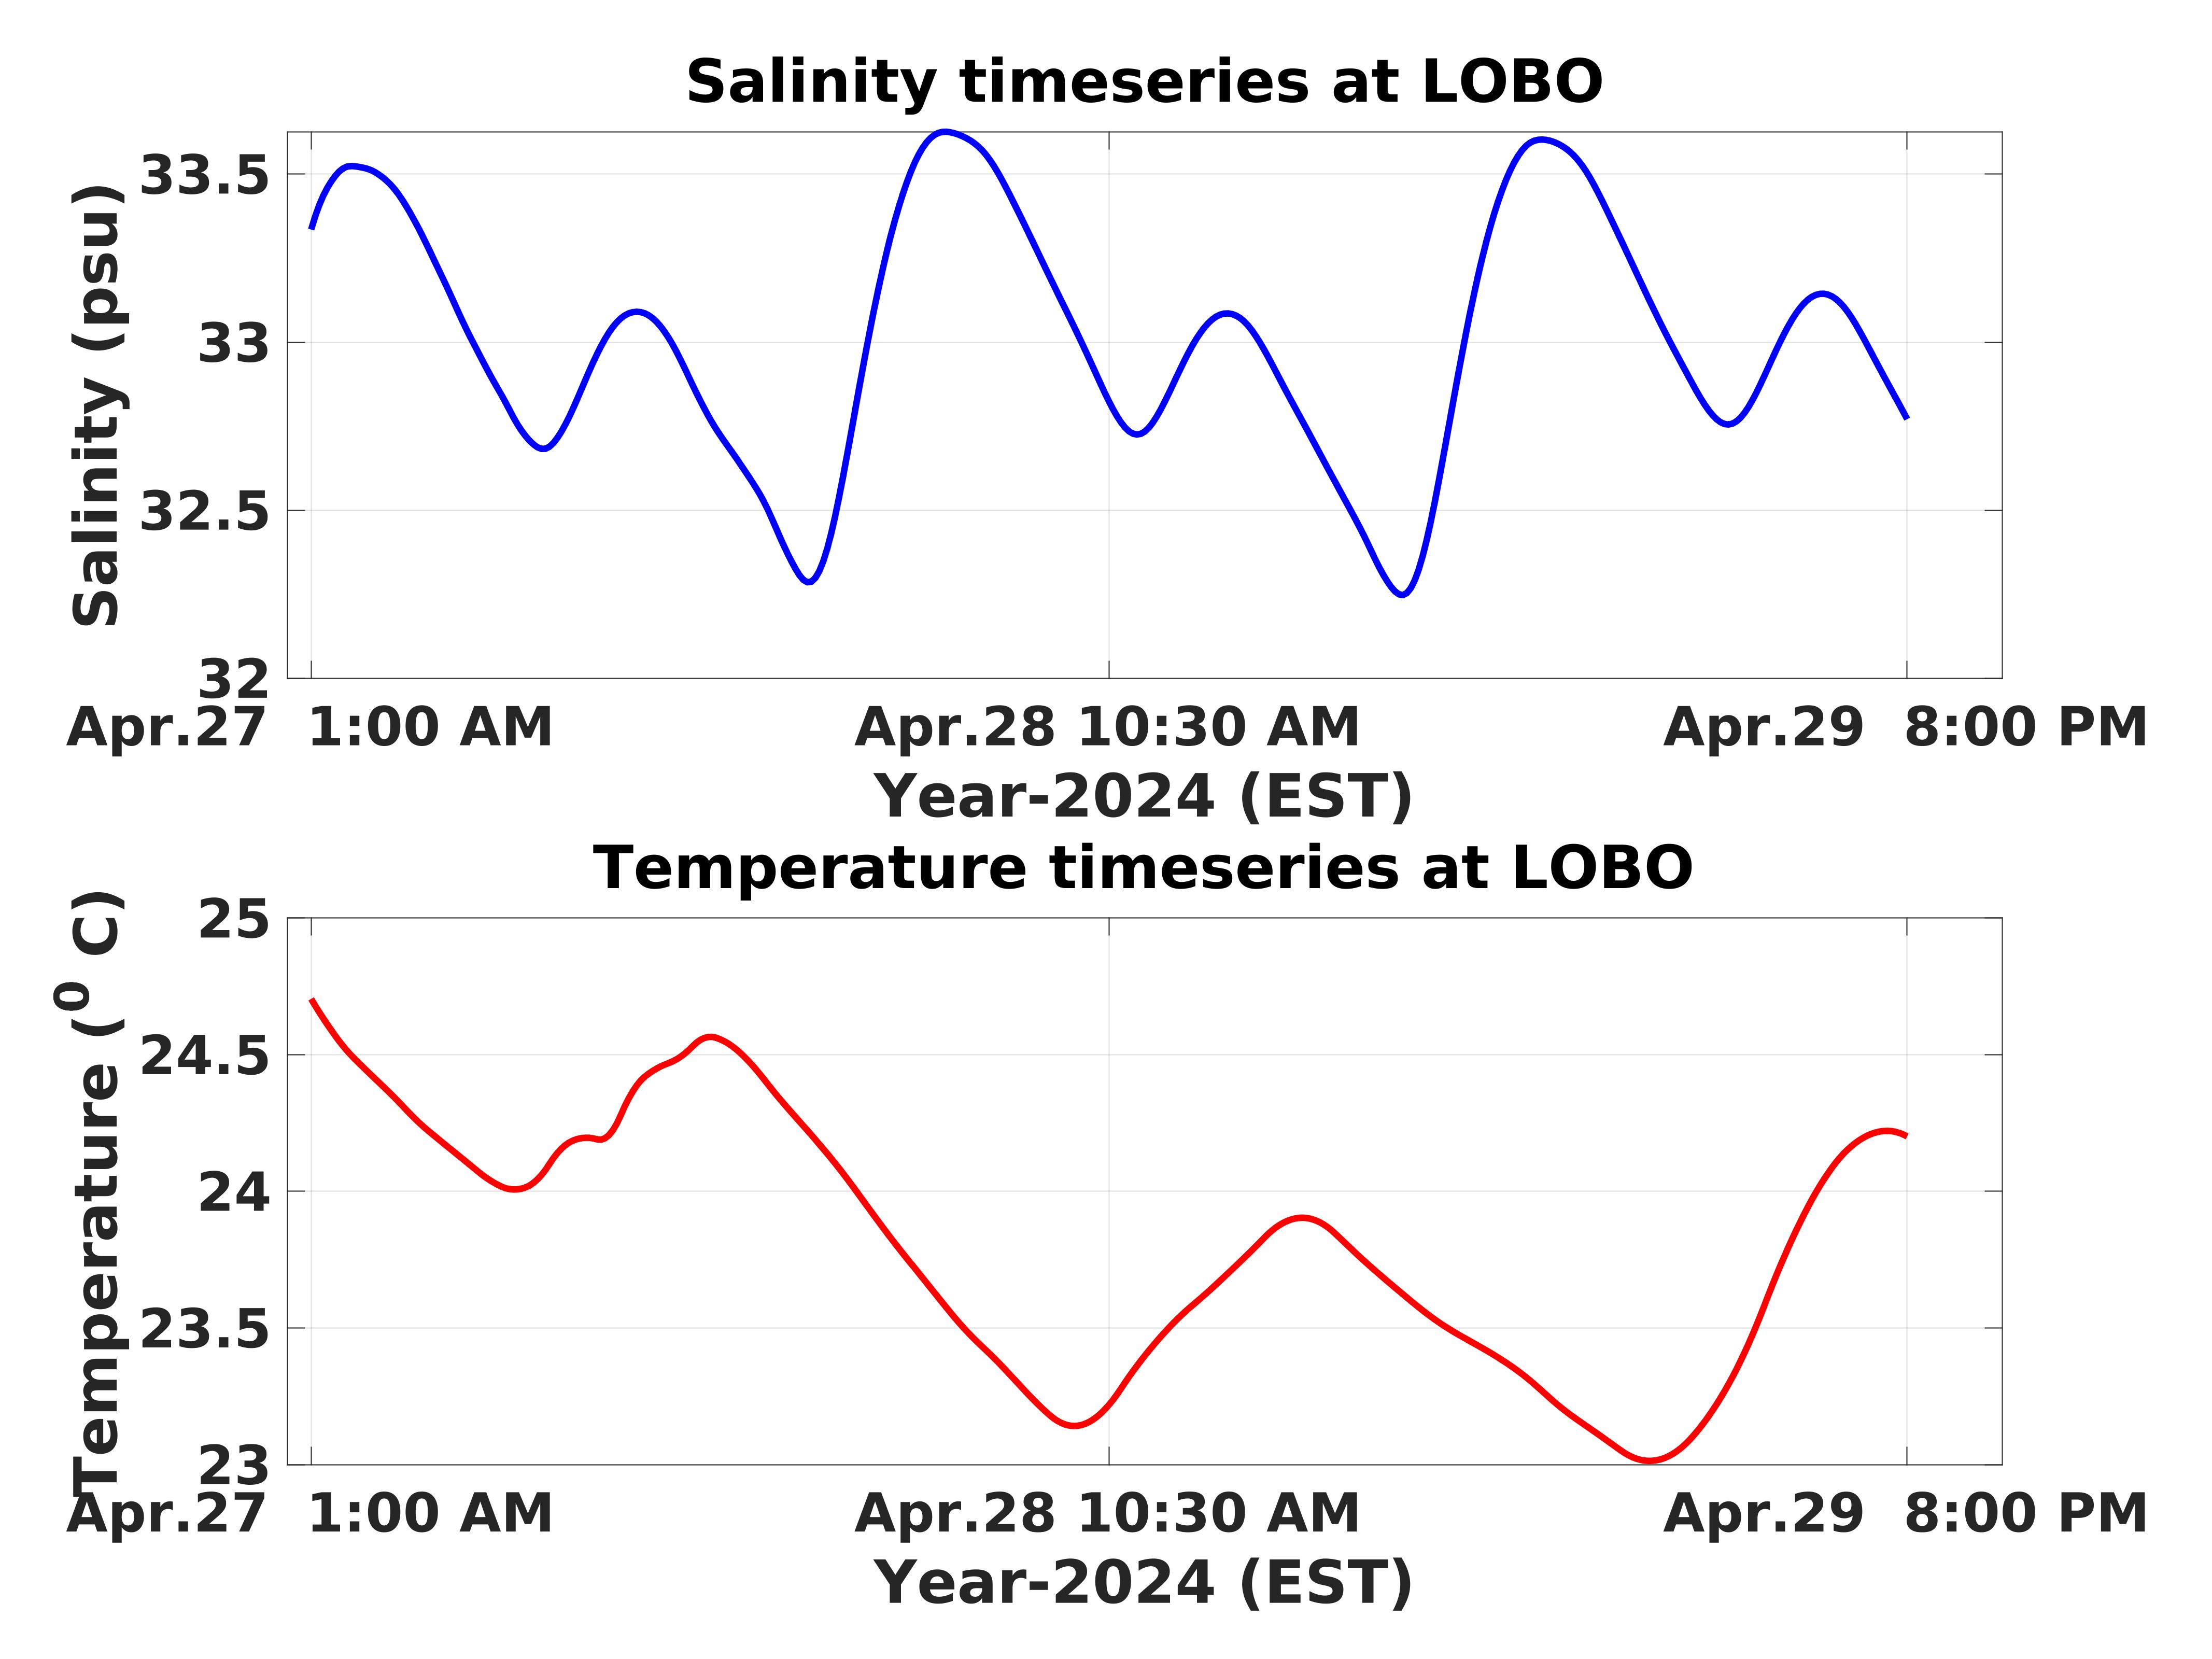 Salinity timeseries at LOBO
Salinity (psu)
33.5
33
32.5
32
Apr.27  1:00 AM
Apr.28 10:30 AM
Apr.29  8:00 PM
Year-2024 (EST)
Temperature timeseries at LOBO
Temperature (⁰ C)
25
24.5
24
23.5
23
Apr.27  1:00 AM
Apr.28 10:30 AM
Apr.29  8:00 PM
Year-2024 (EST)